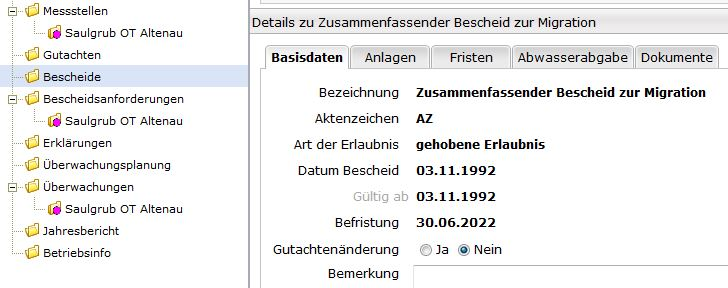 Messstellen
Saulgrub OT Altenau
Gutachten
Bescheide
Bescheidsanforderungen
Saulgrub OT Altenau
Erklärungen
Überwachungsplanung
Überwachungen
Saulgrub OT Altenau
Jahresbericht
Betriebsinfo
Details zu Zusammenfassender Bescheid zur Migration
Basisdaten Anlagen Fristen Abwasserabgabe Dokumente
Bezeichnung Zusammenfassender Bescheid zur Migration
Aktenzeichen AZ
Art der Erlaubnis gehobene Erlaubnis
Datum Bescheid 03.11.1992
Gültig ab 03.11.1992
Befristung 30.06.2022
Gutachtenänderung Ja Nein
Bemerkung